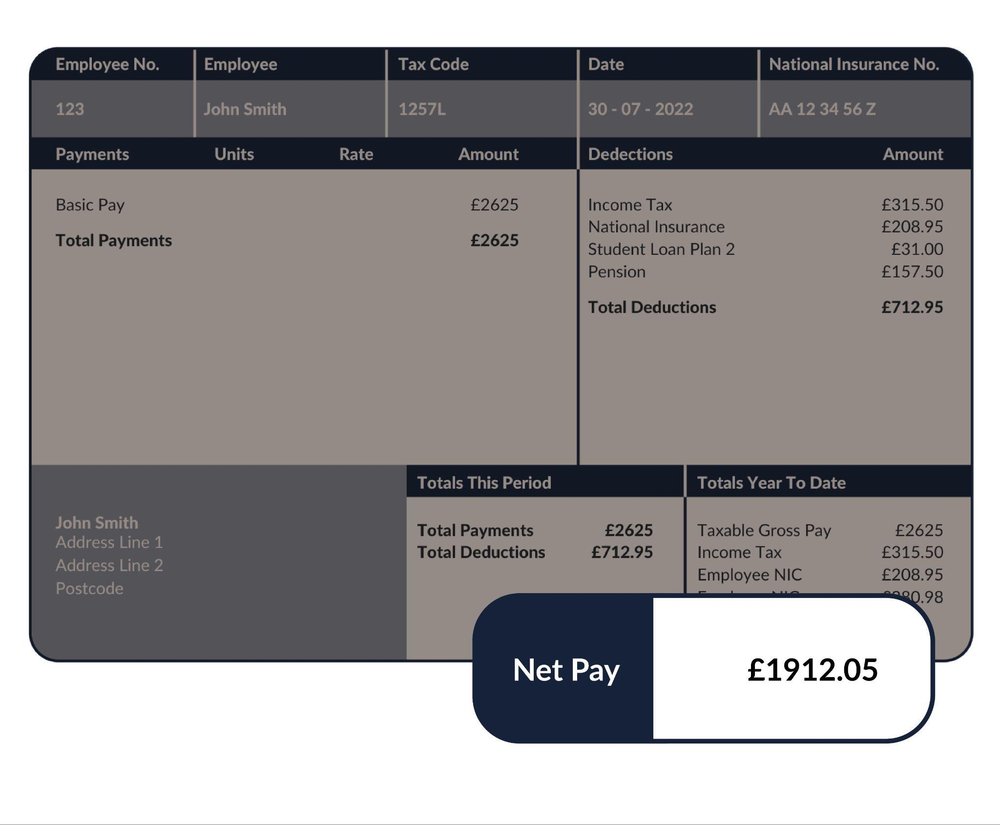 Employee No. Employee Tax Code Date National Insurance No.
123 John Smith 1257L 30 - 07 - 2022 AA 12 34 56 Z
Payments Units Rate Amount Dedections Amount
Basic Pay £2625
Total Payments £2625
Income Tax £315.50
National Insurance £208.95
Student Loan Plan 2 £31.00
Pension £157.50
Total Deductions £712.95
John Smith
Address Line 1
Address Line 2
Postcode
Totals This Period
Total Payments £2625
Total Deductions £712.95
Totals Year To Date
Taxable Gross Pay £2625
Income Tax £315.50
Employee NIC £208.95
Net Pay £1912.05